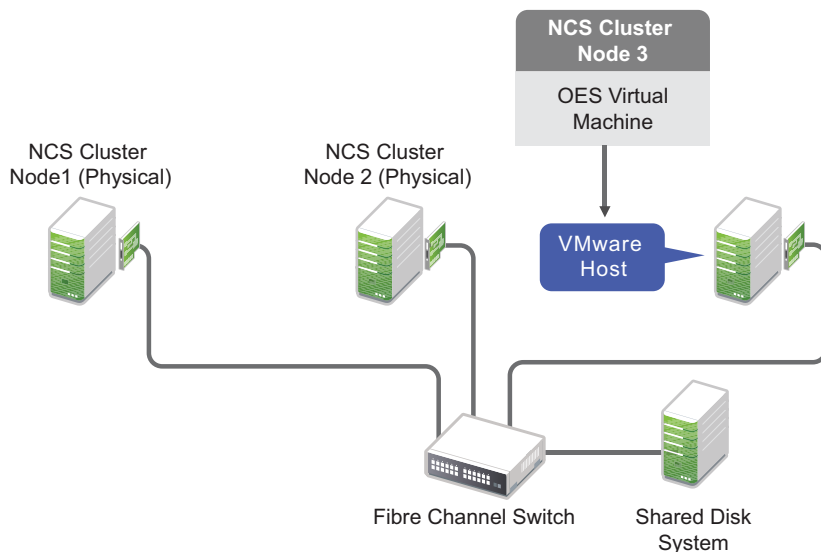 NCS Cluster
Node 3
OES Virtual
Machine
NCS Cluster
Node1 (Physical)
NCS Cluster
Node 2 (Physical)
VMware
Host
Fibre Channel Switch
Shared Disk
System